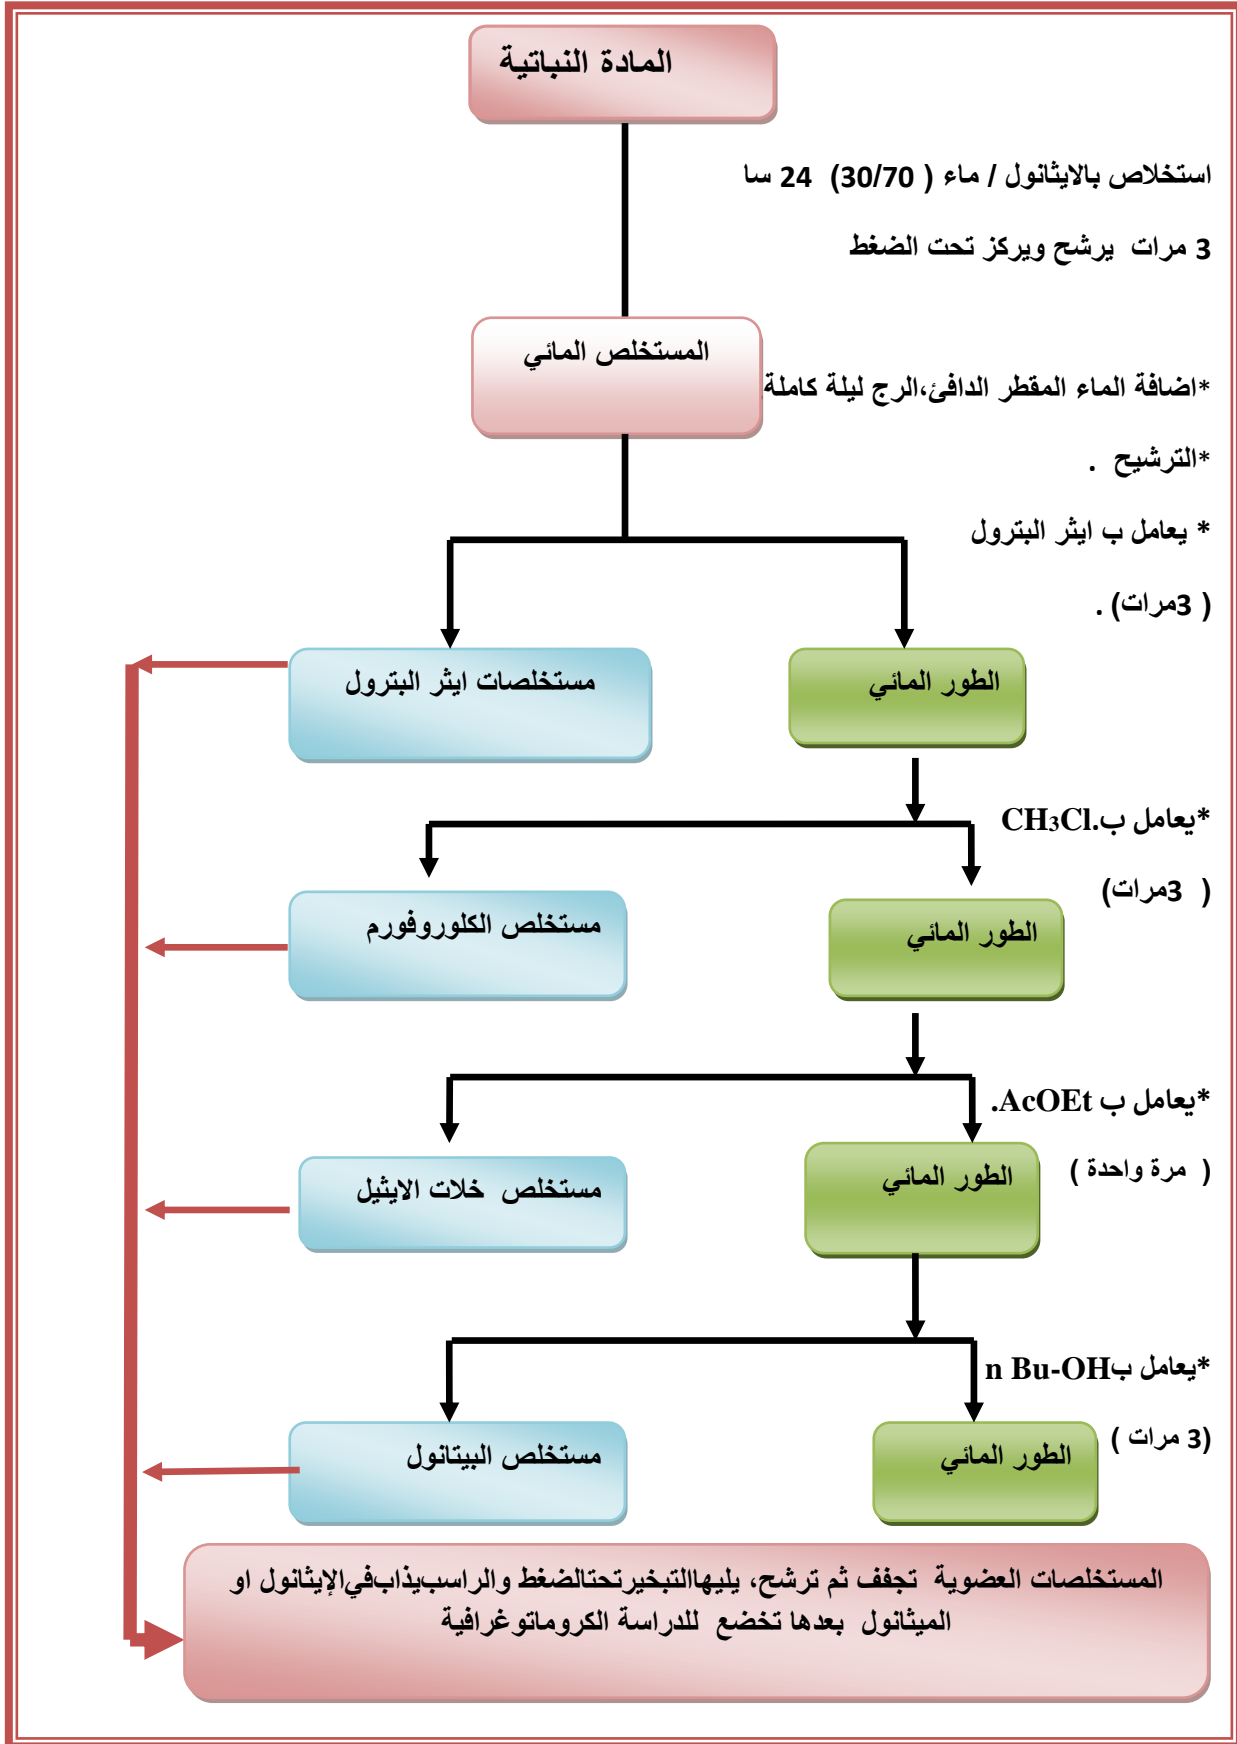 المادة النباتية
استخلاص بالايثانول / ماء ( 30/70) 24 سا
3 مرات يرشح ويركز تحت الضغط
المستخلص المائي
*اضافة الماء المقطر الدافئ،الرج ليلة كاملة
*الترشيح .
* يعامل ب ايثر البترول
( 3مرات) .
مستخلصات ايثر البترول
الطور المائي
*يعامل ب.CH3Cl
( 3مرات)
مستخلص الكلوروفورم
الطور المائي
*يعامل ب AcOEt.
( مرة واحدة )
مستخلص خلات الايثيل
الطور المائي
*يعامل بn Bu-OH
(3 مرات )
مستخلص البيتانول
الطور المائي
المستخلصات العضوية تجفف ثم ترشح، يليهاالتبخيرتحتالضغط والراسبيذابفيالإيثانول او
الميثانول بعدها تخضع للدراسة الكروماتوغرافية